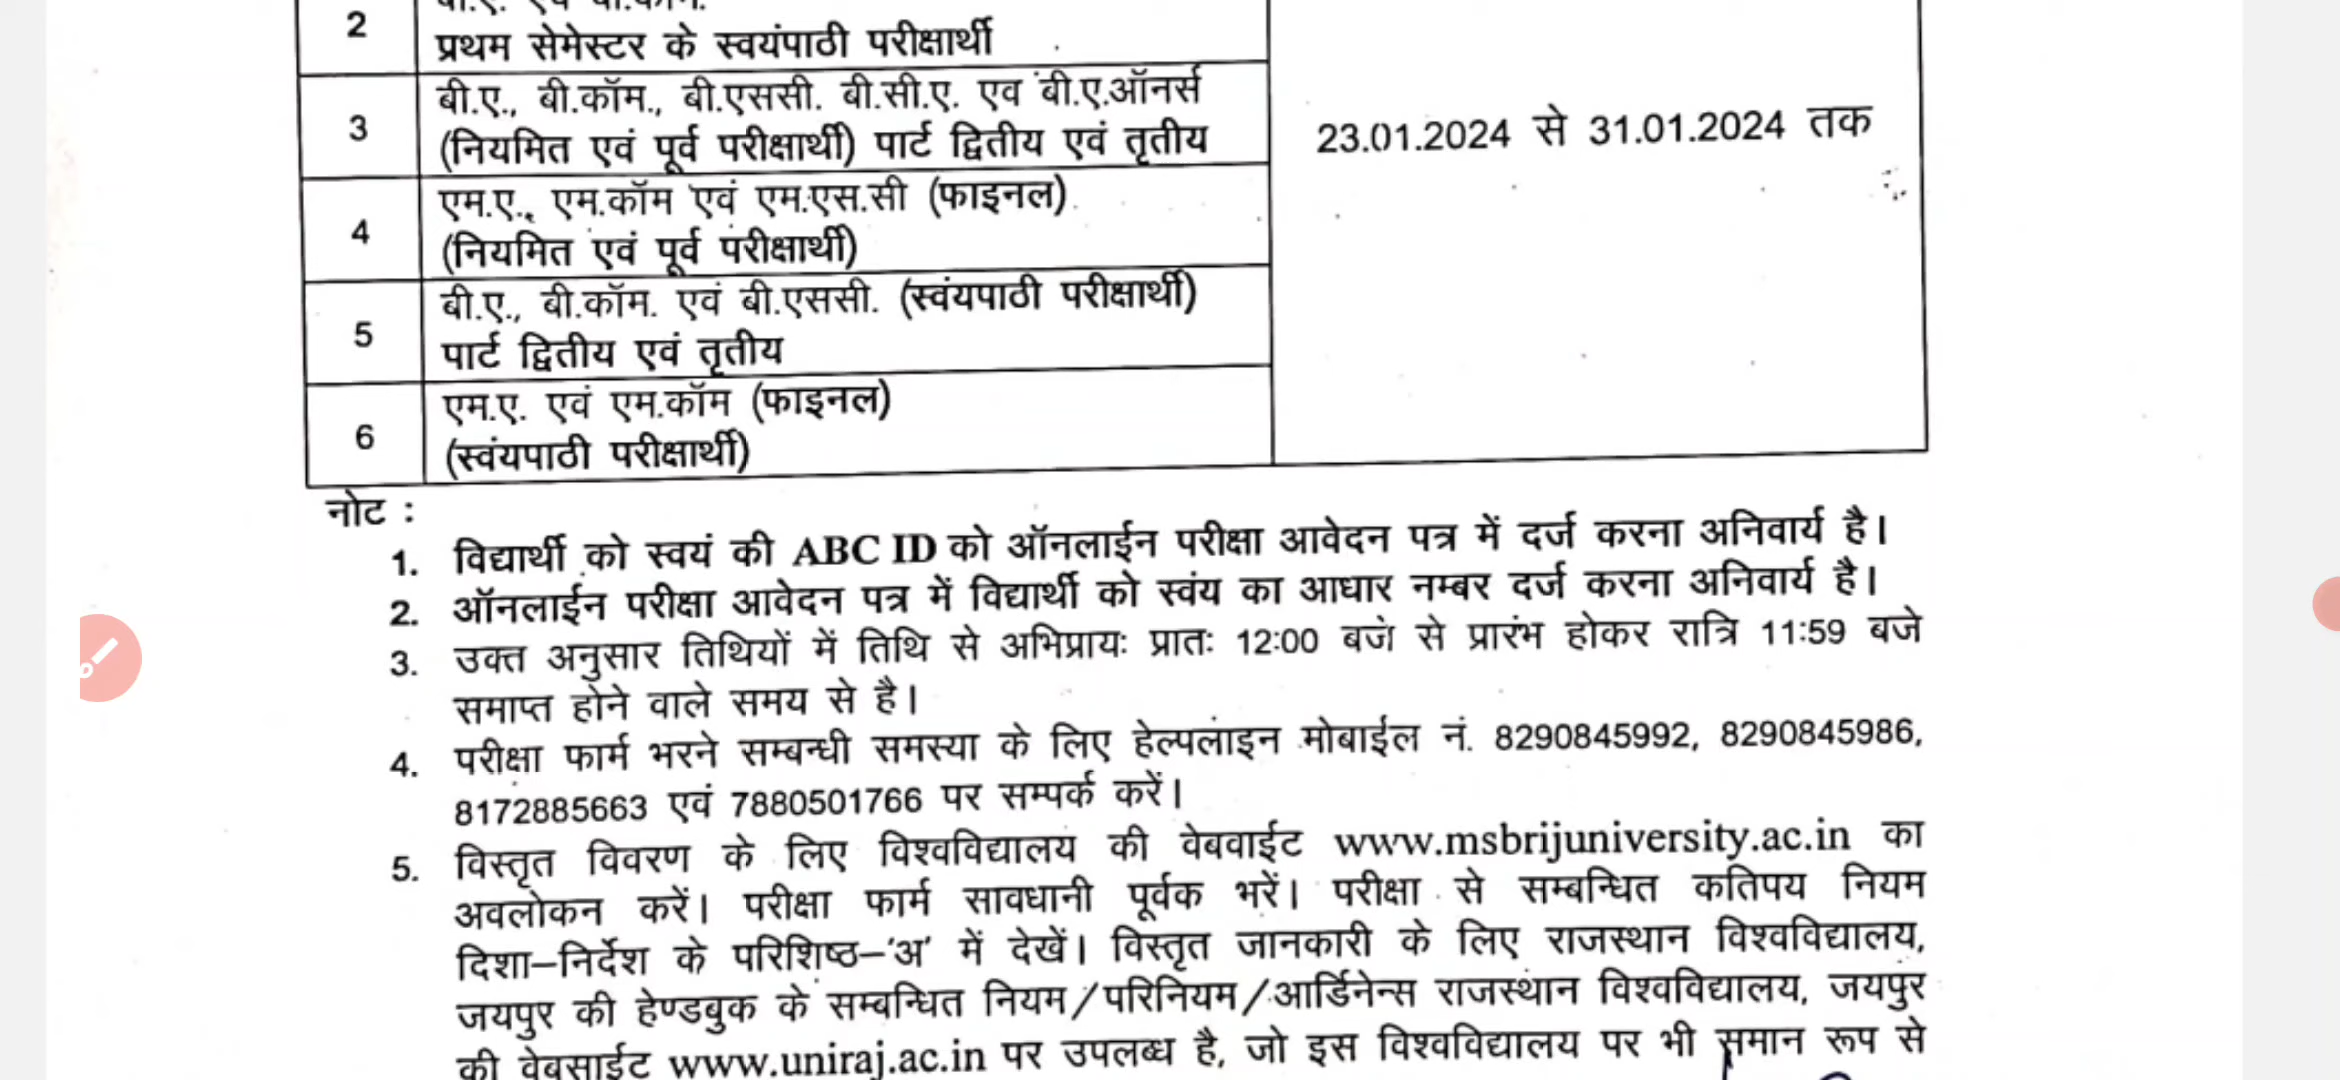 2
प्रथम सेमेस्टर के स्वयंपाठी परीक्षार्थी
3
बी.ए., बी.कॉम., बी.एससी. बी.सी.ए. एव बी.ए.ऑनर्स
(नियमित एवं पूर्व परीक्षार्थी) पार्ट द्वितीय एवं तृतीय
23.01.2024 से 31.01.2024 तक
4
एम.ए., एम.कॉम एवं एम.एस.सी (फाइनल)
(नियमित एवं पूर्व परीक्षार्थी)
5
बी.ए., बी.कॉम. एवं बी.एससी. (स्वंयपाठी परीक्षार्थी)
पार्ट द्वितीय एवं तृतीय
6
एम.ए. एवं एम.कॉम (फाइनल)
(स्वंयपाठी परीक्षार्थी)
नोट :
1. विद्यार्थी को स्वयं की ABC ID को ऑनलाईन परीक्षा आवेदन पत्र में दर्ज करना अनिवार्य है।
2. ऑनलाईन परीक्षा आवेदन पत्र में विद्यार्थी को स्वंय का आधार नम्बर दर्ज करना अनिवार्य है।
3. उक्त अनुसार तिथियों में तिथि से अभिप्रायः प्रातः 12:00 बजे से प्रारंभ होकर रात्रि 11:59 बजे
समाप्त होने वाले समय से है।
4. परीक्षा फार्म भरने सम्बन्धी समस्या के लिए हेल्पलाइन मोबाईल नं. 8290845992, 8290845986,
8172885663 एवं 7880501766 पर सम्पर्क करें।
5. विस्तृत विवरण के लिए विश्वविद्यालय की वेबवाईट www.msbrijuniversity.ac.in का
अवलोकन करें। परीक्षा फार्म सावधानी पूर्वक भरें। परीक्षा से सम्बन्धित कतिपय नियम
दिशा–निर्देश के परिशिष्ठ–'अ' में देखें। विस्तृत जानकारी के लिए राजस्थान विश्वविद्यालय,
जयपुर की हेण्डबुक के सम्बन्धित नियम/परिनियम/आर्डिनेन्स राजस्थान विश्वविद्यालय, जयपुर
की वेबसाईट www.uniraj.ac.in पर उपलब्ध है, जो इस विश्वविद्यालय पर भी समान रूप से